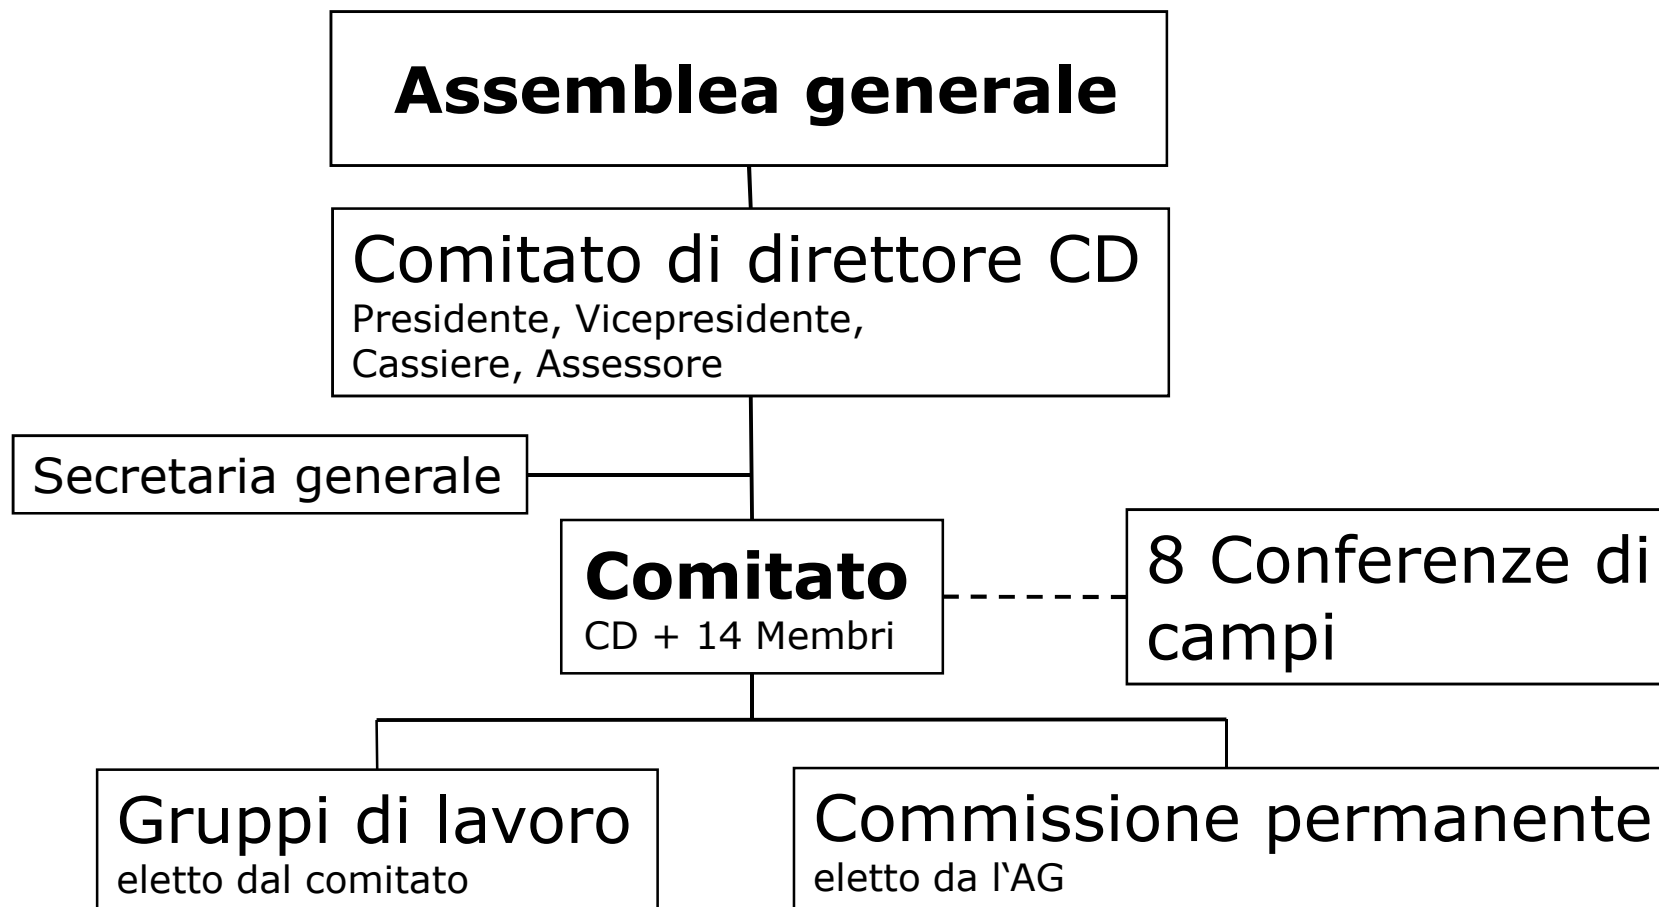 Assemblea generale
Comitato di direttore CD
Presidente, Vicepresidente,
Cassiere, Assessore
Secretaria generale
Comitato
CD + 14 Membri
8 Conferenze di
campi
Gruppi di lavoro
eletto dal comitato
Commissione permanente
eletto da l‛AG